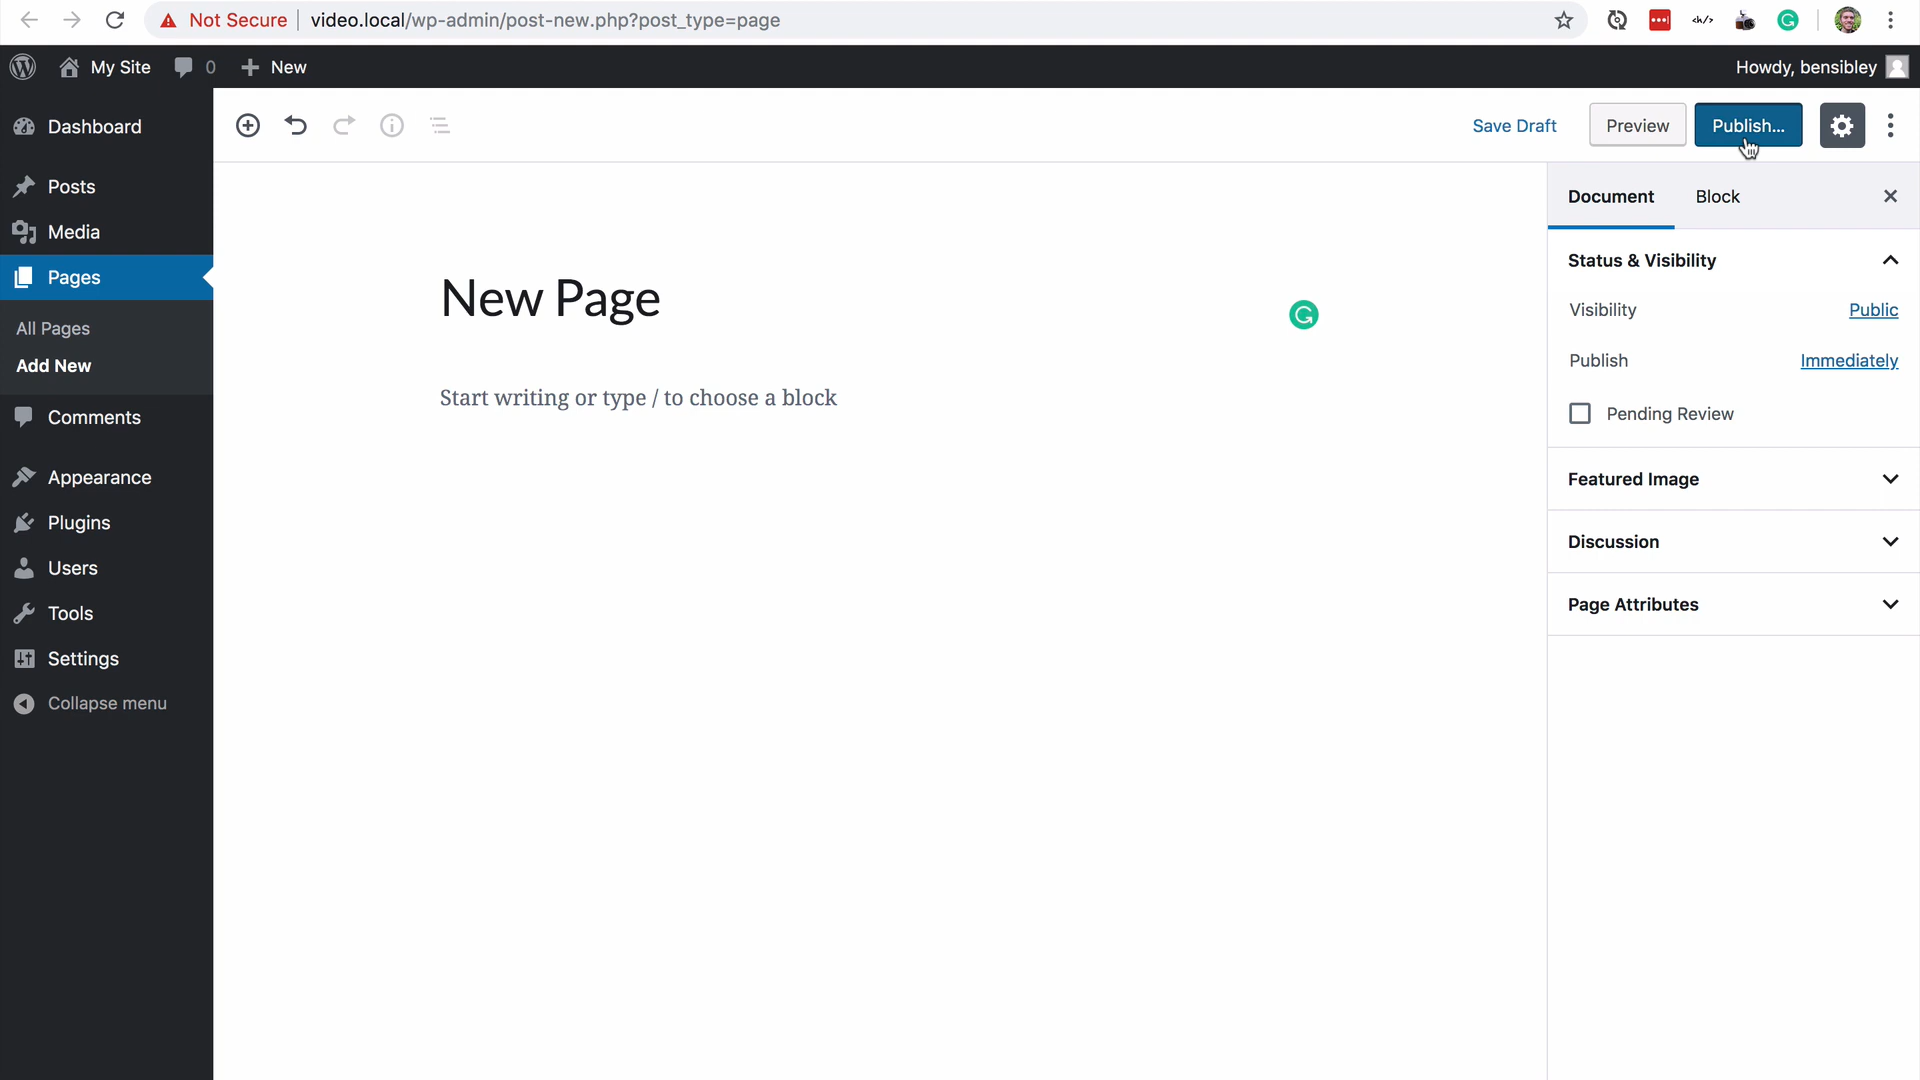 Not Secure video.local/wp-admin/post-new.php?post_type=page
My Site 0 New Howdy, bensibley
Dashboard
Posts
Media
Pages
All Pages
Add New
Comments
Appearance
Plugins
Users
Tools
Settings
Collapse menu
Save Draft Preview Publish...
New Page
Start writing or type / to choose a block
Document Block
Status & Visibility
Visibility Public
Publish Immediately
Pending Review
Featured Image
Discussion
Page Attributes